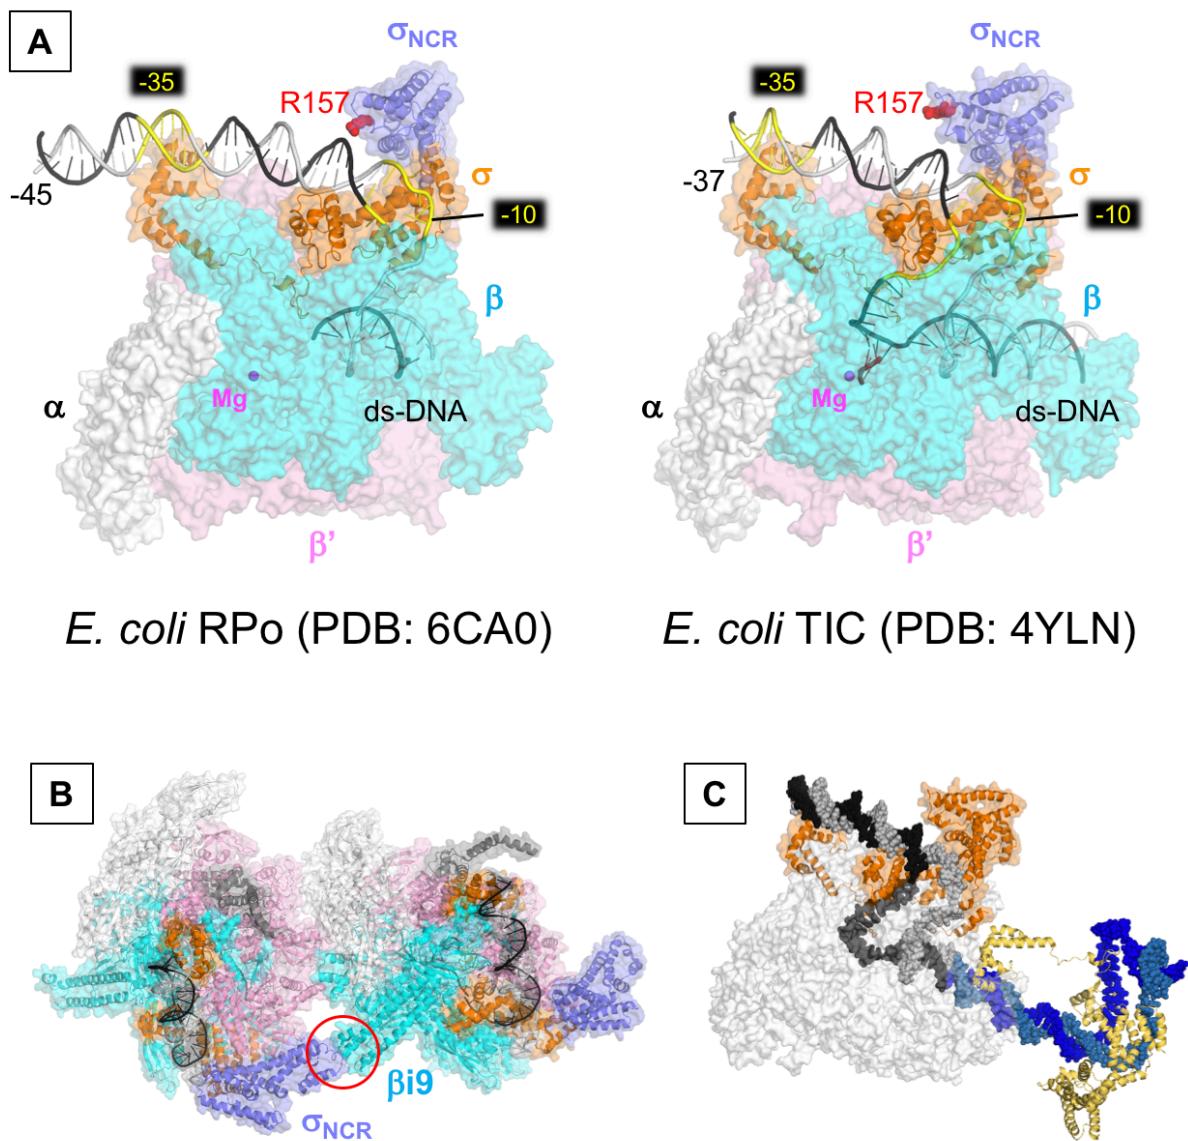 A
σNCR
σNCR
-35
-35
R157
R157
-45
-37
σ
σ
-10
-10
β
β
Mg
Mg
α
α
ds-DNA
ds-DNA
β’
β’
E. coli RPo (PDB: 6CA0)
E. coli TIC (PDB: 4YLN)
B
C
βi9
σNCR